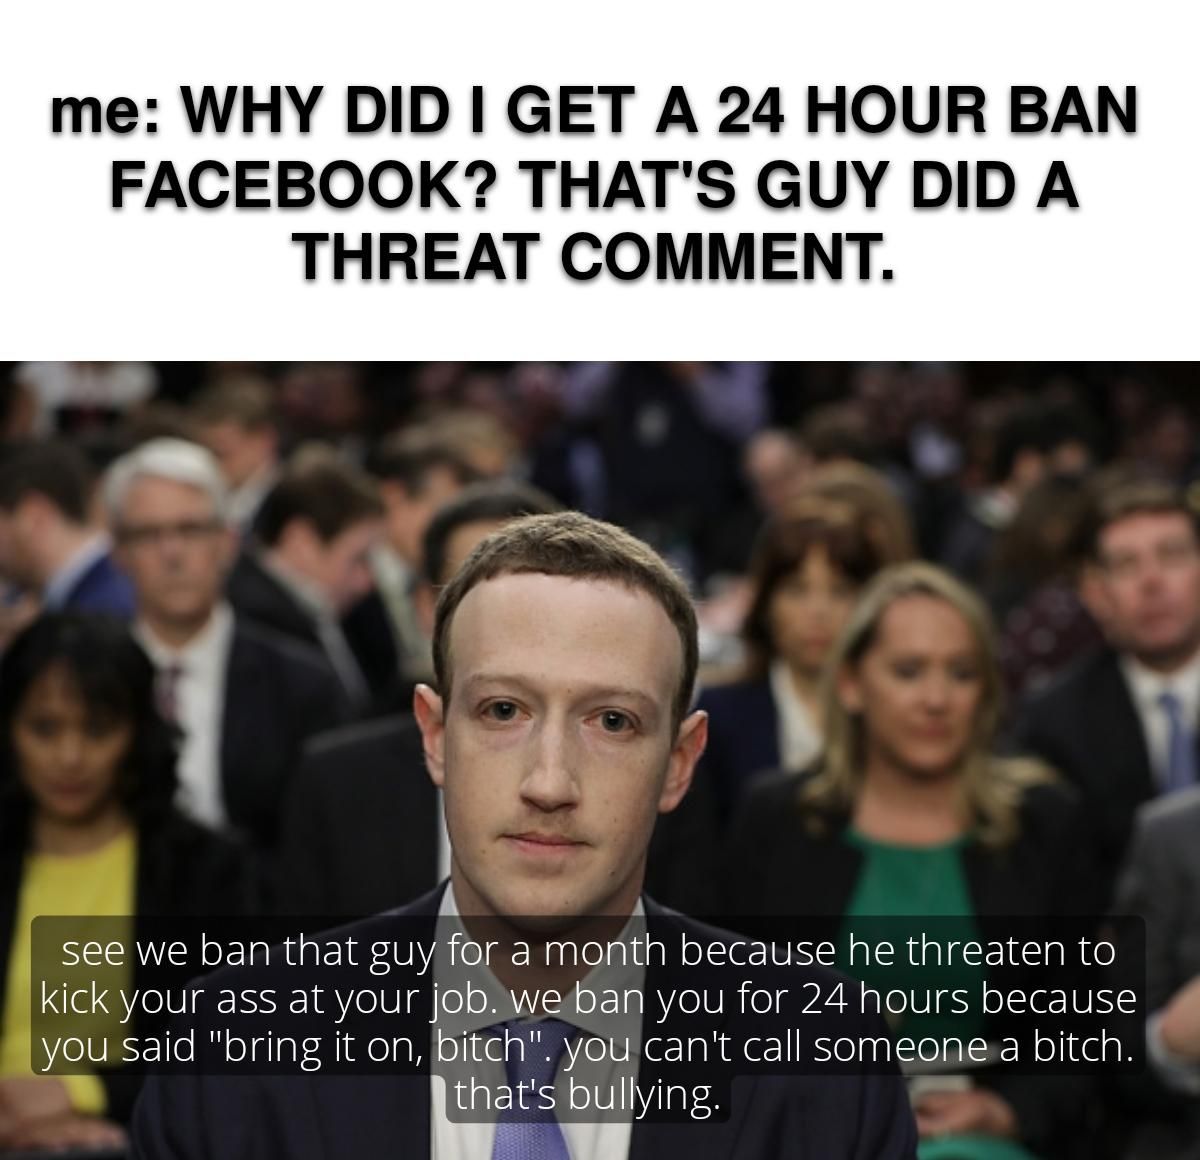 me: WHY DID I GET A 24 HOUR BAN
FACEBOOK? THAT'S GUY DID A
THREAT COMMENT.
see we ban that guy for a month because he threaten to
kick your ass at your job. we ban you for 24 hours because
you said "bring it on, bitch". you can't call someone a bitch.
that's bullying.